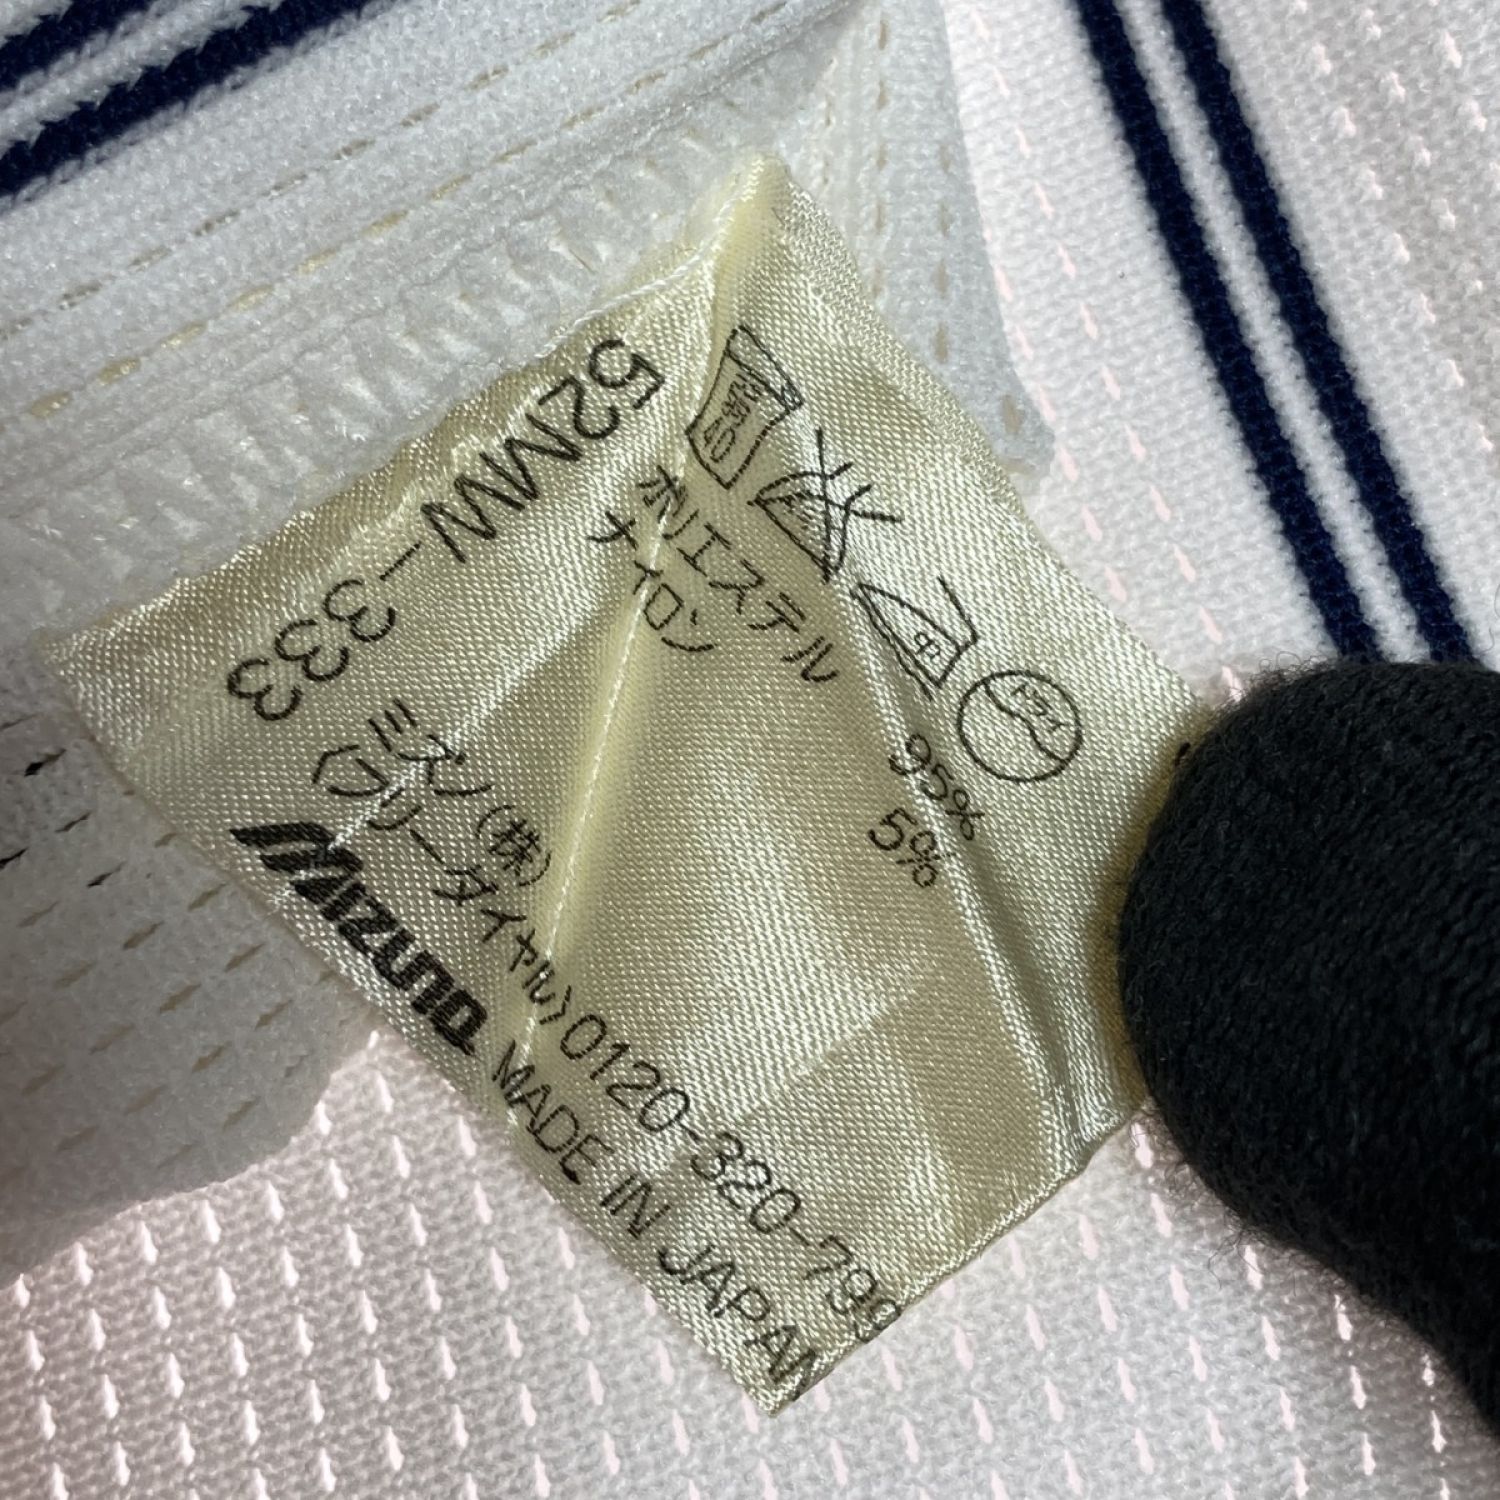 52MW-333
ポリエステル 95%
ナイロン 5%
ミズノ(株)
(フリーダイヤル)0120-320-799
MIZUNO MADE IN JAPAN